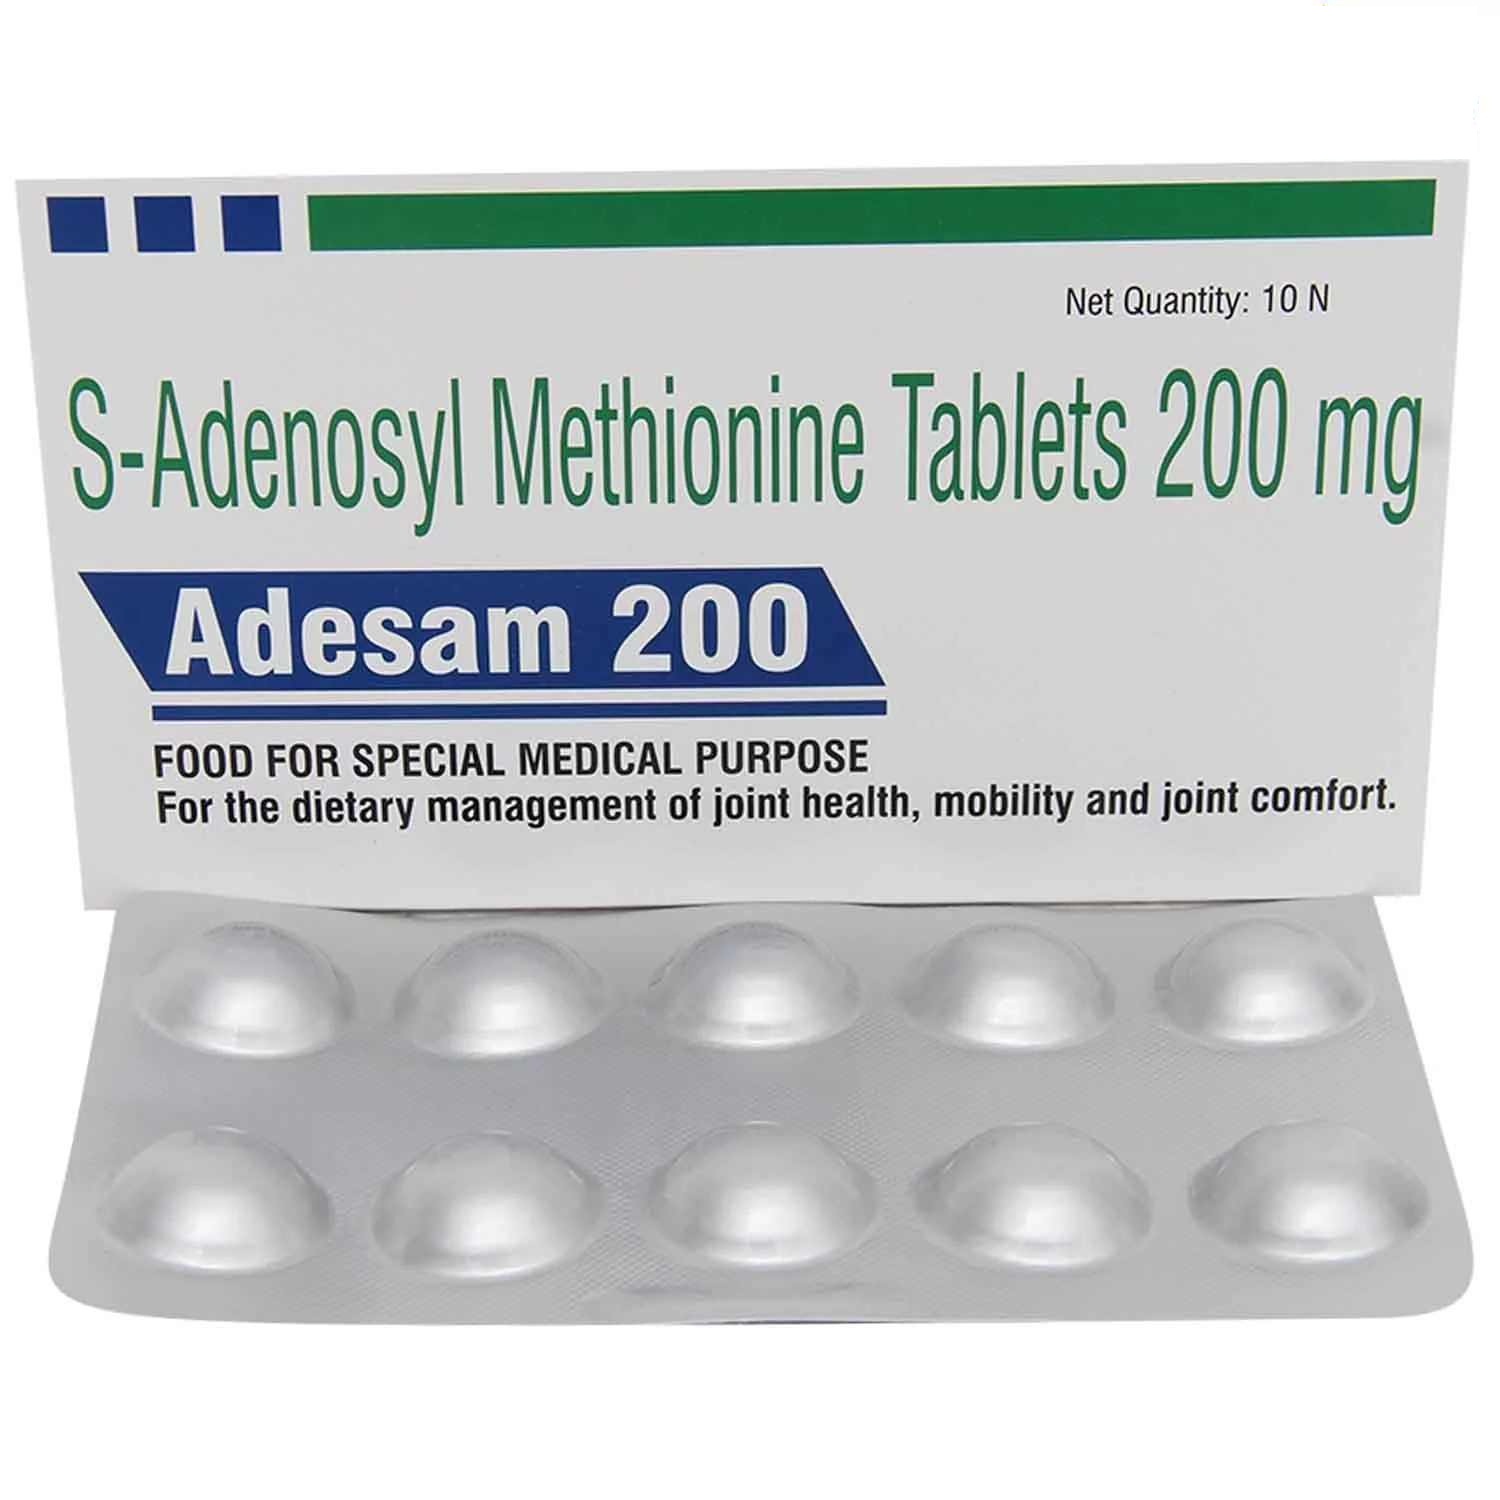 Net Quantity: 10 N
S-Adenosyl Methionine Tablets 200 mg
Adesam 200
FOOD FOR SPECIAL MEDICAL PURPOSE
For the dietary management of joint health, mobility and joint comfort.